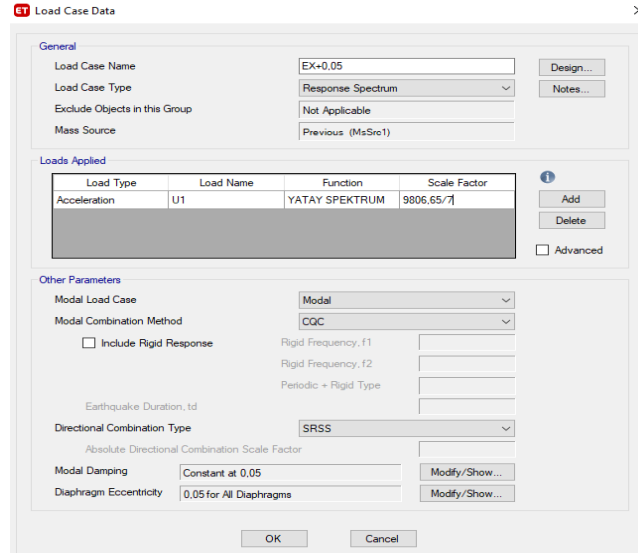 ET Load Case Data
General
Load Case Name EX+0,05 Design...
Load Case Type Response Spectrum Notes...
Exclude Objects in this Group Not Applicable
Mass Source Previous (MsSrc1)
Loads Applied
Load Type Load Name Function Scale Factor
Acceleration U1 YATAY SPEKTRUM 9806,65/7
Add
Delete
Advanced
Other Parameters
Modal Load Case Modal
Modal Combination Method CQC
Include Rigid Response Rigid Frequency, f1
Rigid Frequency, f2
Periodic + Rigid Type
Earthquake Duration, td
Directional Combination Type SRSS
Absolute Directional Combination Scale Factor
Modal Damping Constant at 0,05 Modify/Show...
Diaphragm Eccentricity 0,05 for All Diaphragms Modify/Show...
OK Cancel